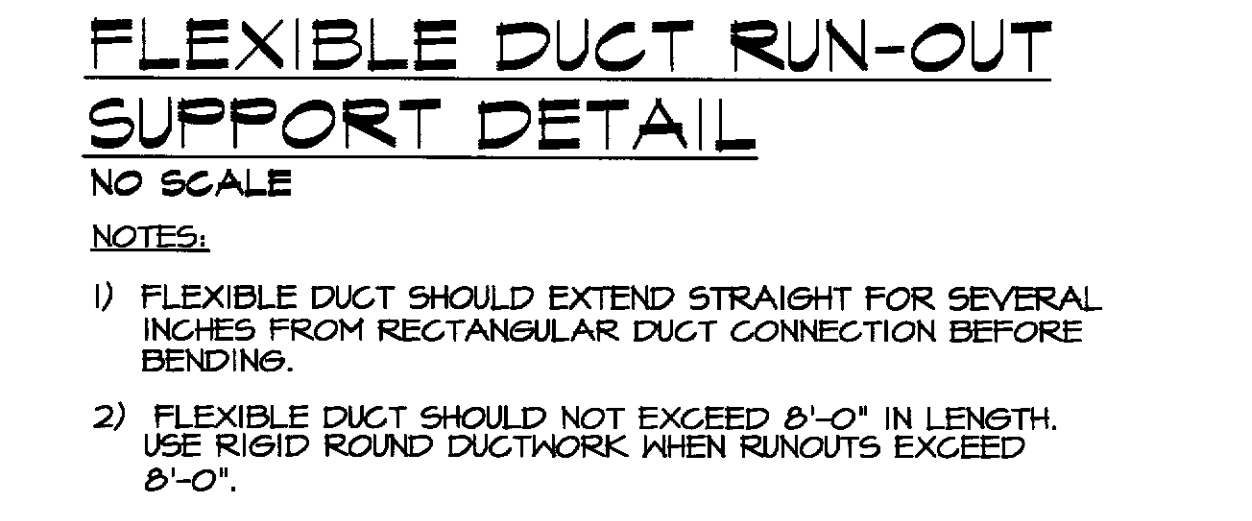 FLEXIBLE DUCT RUN-OUT
SUPPORT DETAIL
NO SCALE
NOTES:
1) FLEXIBLE DUCT SHOULD EXTEND STRAIGHT FOR SEVERAL
INCHES FROM RECTANGULAR DUCT CONNECTION BEFORE
BENDING.
2) FLEXIBLE DUCT SHOULD NOT EXCEED 8'-0" IN LENGTH.
USE RIGID ROUND DUCTWORK WHEN RUNOUTS EXCEED
8'-0".